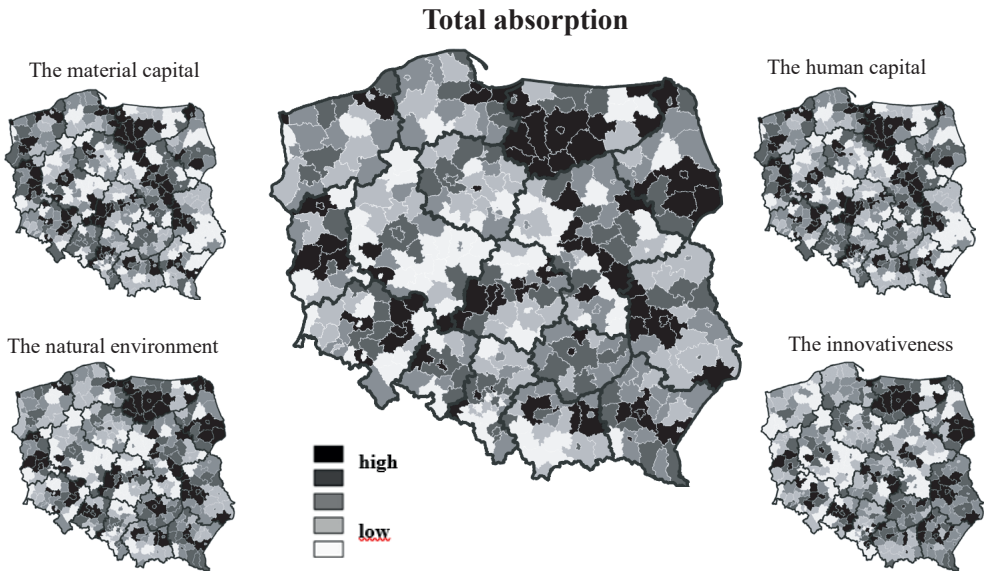 Total absorption
The material capital
The human capital
The natural environment
The innovativeness
high
low